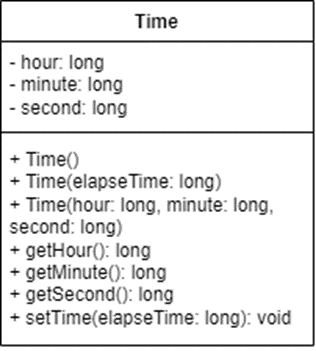 Time
- hour: long
- minute: long
- second: long
+ Time()
+ Time(elapseTime: long)
+ Time(hour: long, minute: long,
second: long)
+ getHour(): long
+ getMinute(): long
+ getSecond(): long
+ setTime(elapseTime: long): void